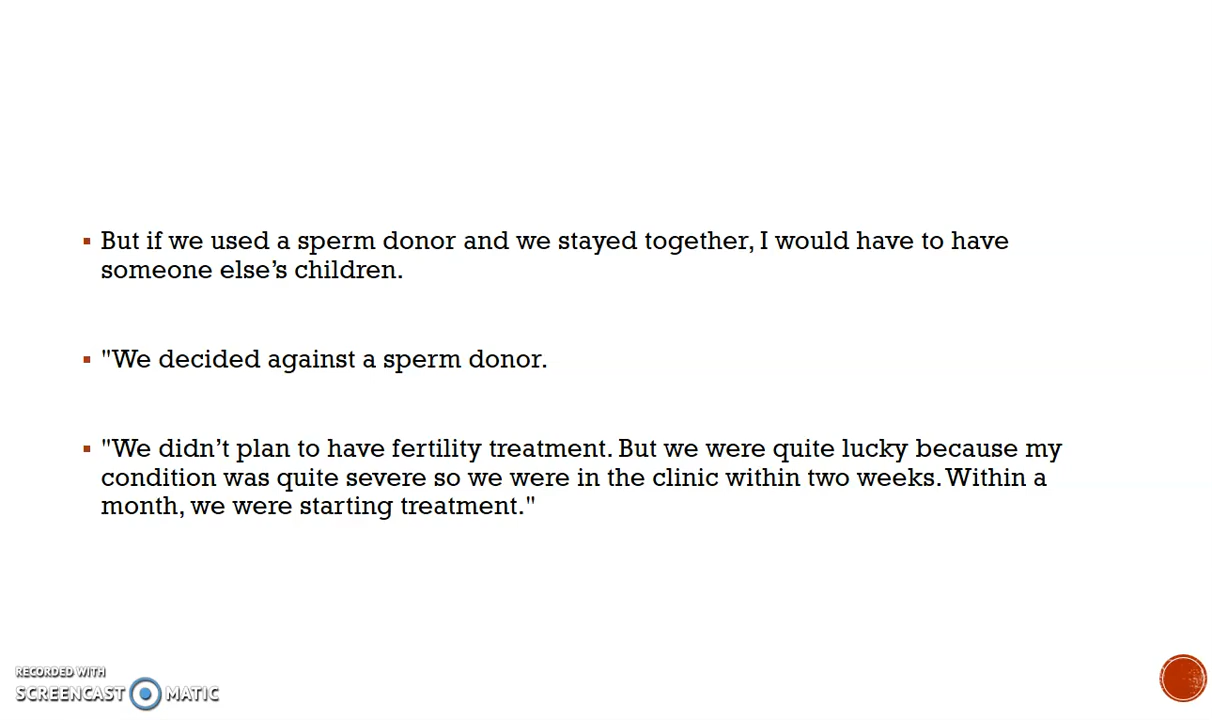 But if we used a sperm donor and we stayed together, I would have to have
someone else’s children.
"We decided against a sperm donor.
"We didn’t plan to have fertility treatment. But we were quite lucky because my
condition was quite severe so we were in the clinic within two weeks. Within a
month, we were starting treatment."
RECORDED WITH
SCREENCAST MATIC